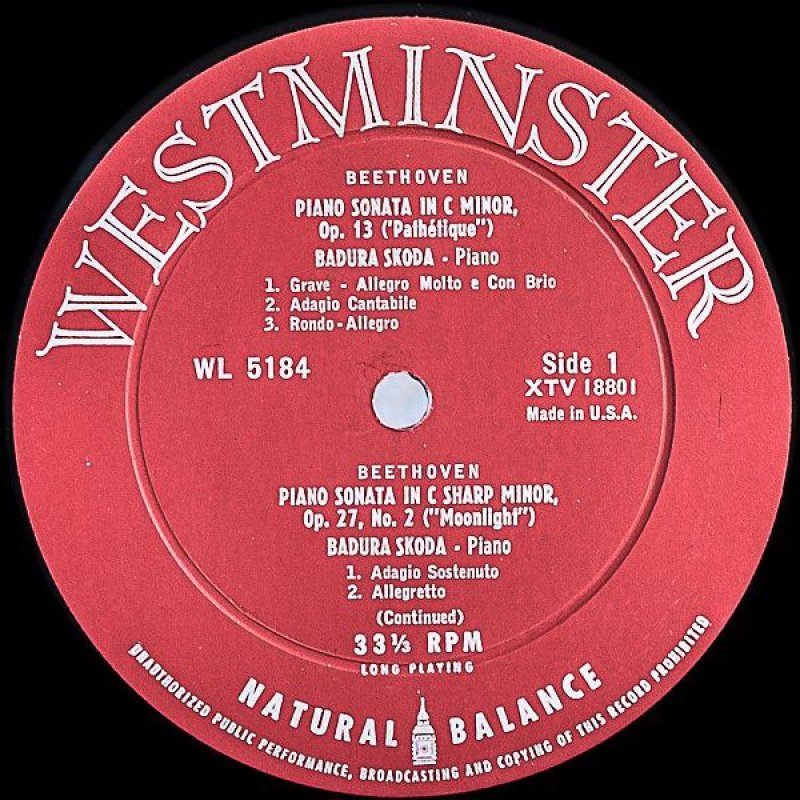 WESTMINSTER
BEETHOVEN
PIANO SONATA IN C MINOR,
Op. 13 ("Pathétique")
BADURA SKODA - Piano
1. Grave - Allegro Molto e Con Brio
2. Adagio Cantabile
3. Rondo-Allegro
WL 5184
Side 1
XTV 18801
Made in U.S.A.
BEETHOVEN
PIANO SONATA IN C SHARP MINOR,
Op. 27, No. 2 ("Moonlight")
BADURA SKODA - Piano
1. Adagio Sostenuto
2. Allegretto
(Continued)
33⅓ RPM
LONG PLAYING
NATURAL BALANCE
UNAUTHORIZED PUBLIC PERFORMANCE, BROADCASTING AND COPYING OF THIS RECORD PROHIBITED